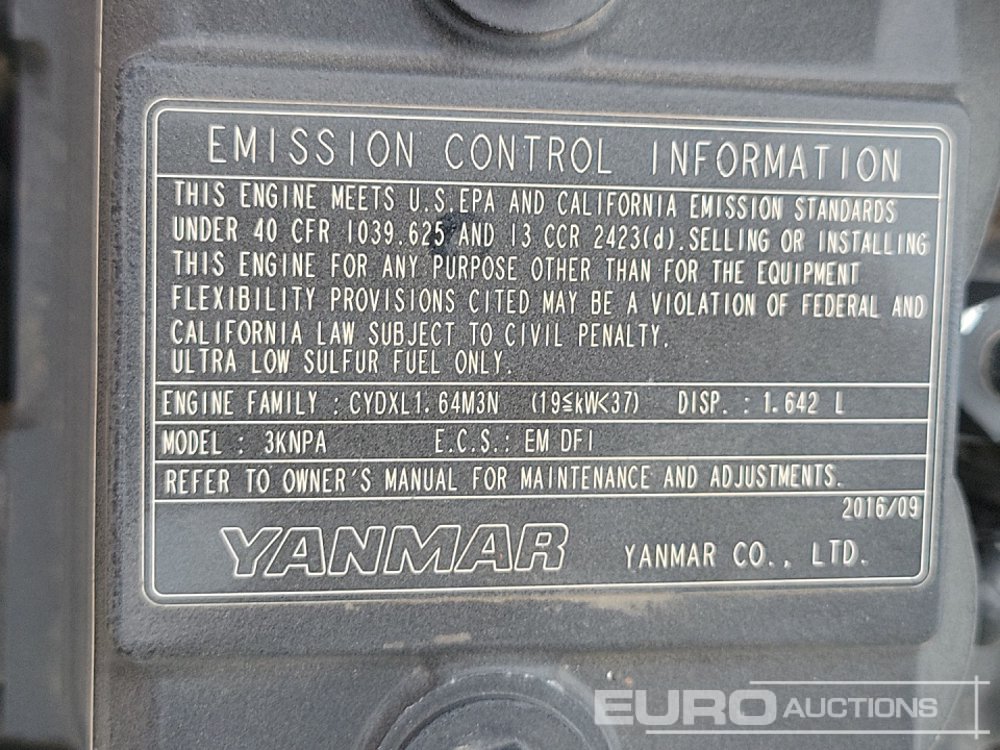 EMISSION CONTROL INFORMATION
THIS ENGINE MEETS U.S.EPA AND CALIFORNIA EMISSION STANDARDS
UNDER 40 CFR 1039.625 AND 13 CCR 2423(d).SELLING OR INSTALLING
THIS ENGINE FOR ANY PURPOSE OTHER THAN FOR THE EQUIPMENT
FLEXIBILITY PROVISIONS CITED MAY BE A VIOLATION OF FEDERAL AND
CALIFORNIA LAW SUBJECT TO CIVIL PENALTY.
ULTRA LOW SULFUR FUEL ONLY.
ENGINE FAMILY : CYDXL1.64M3N (19≦kW<37) DISP. : 1.642 L
MODEL : 3KNPA E.C.S.: EM DFI
REFER TO OWNER'S MANUAL FOR MAINTENANCE AND ADJUSTMENTS.
2016/09
YANMAR YANMAR CO., LTD.
EURO AUCTIONS